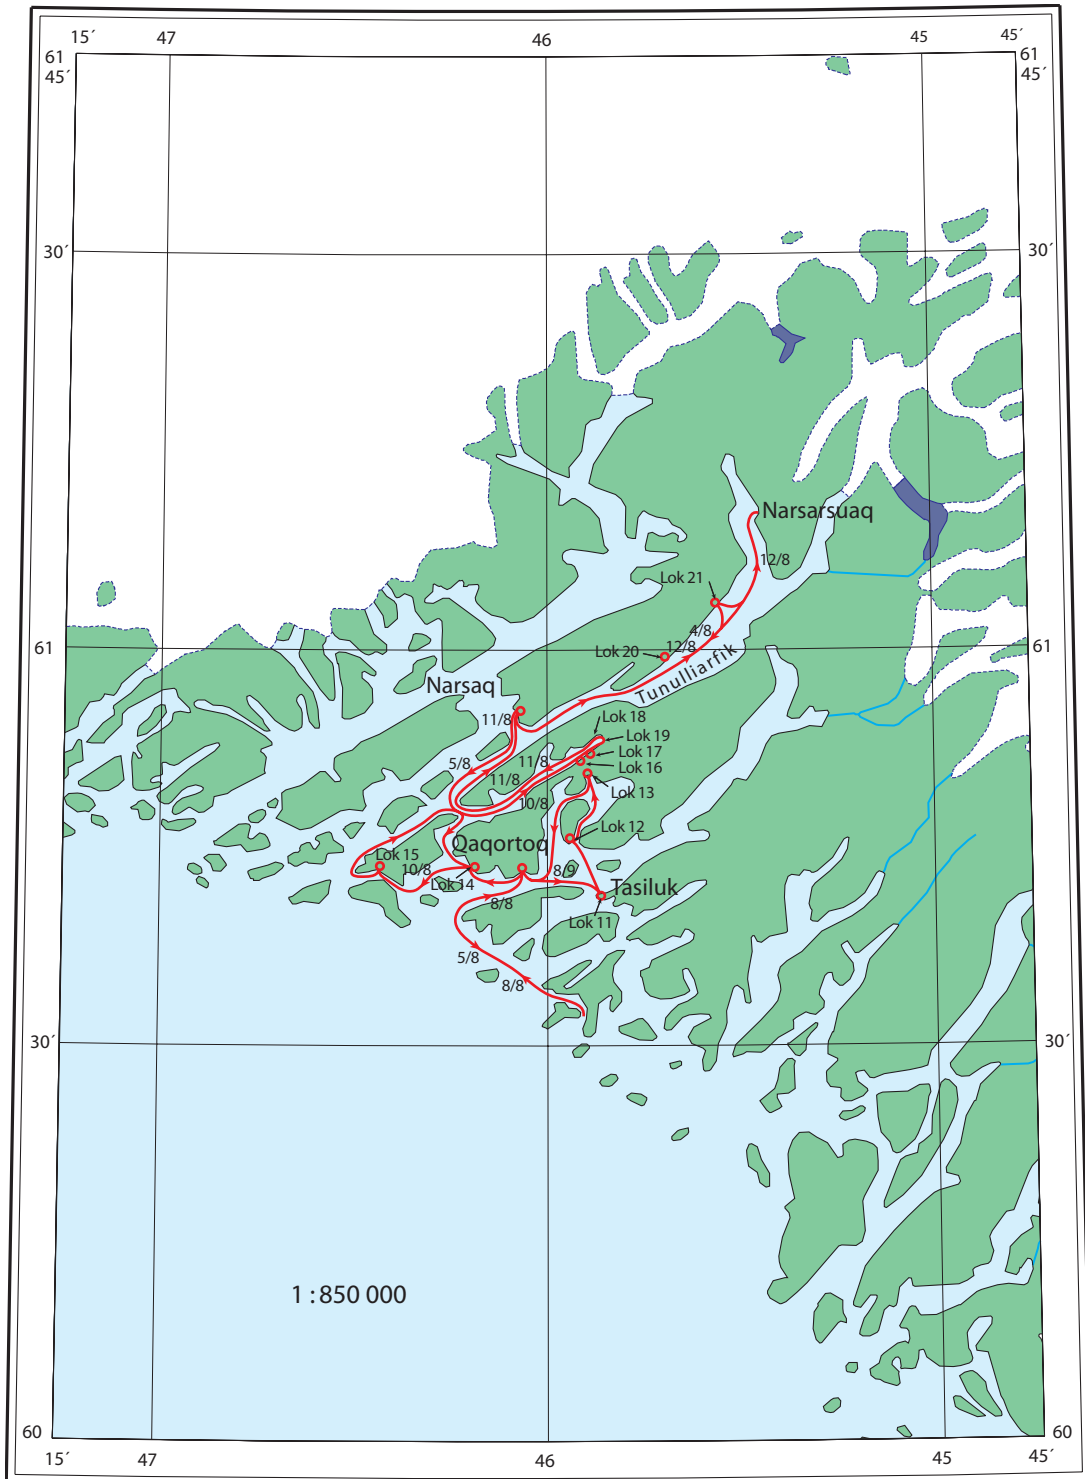 15´ 47 46 45 45´
61 61
45´ 45´
30´ 30´
Narsarsuaq
12/8
Lok 21
4/8
12/8
Lok 20
61 61
Tunulliarfik
Narsaq
11/8
Lok 18
Lok 19
Lok 17
5/8 11/8
Lok 16
11/8
Lok 13
10/8
Lok 12
Qaqortoq
Lok 15
10/8 8/9
Lok 14
Tasiluk
8/8
Lok 11
5/8
8/8
30´ 30´
1 : 850 000
60 60
15´ 47 46 45 45´